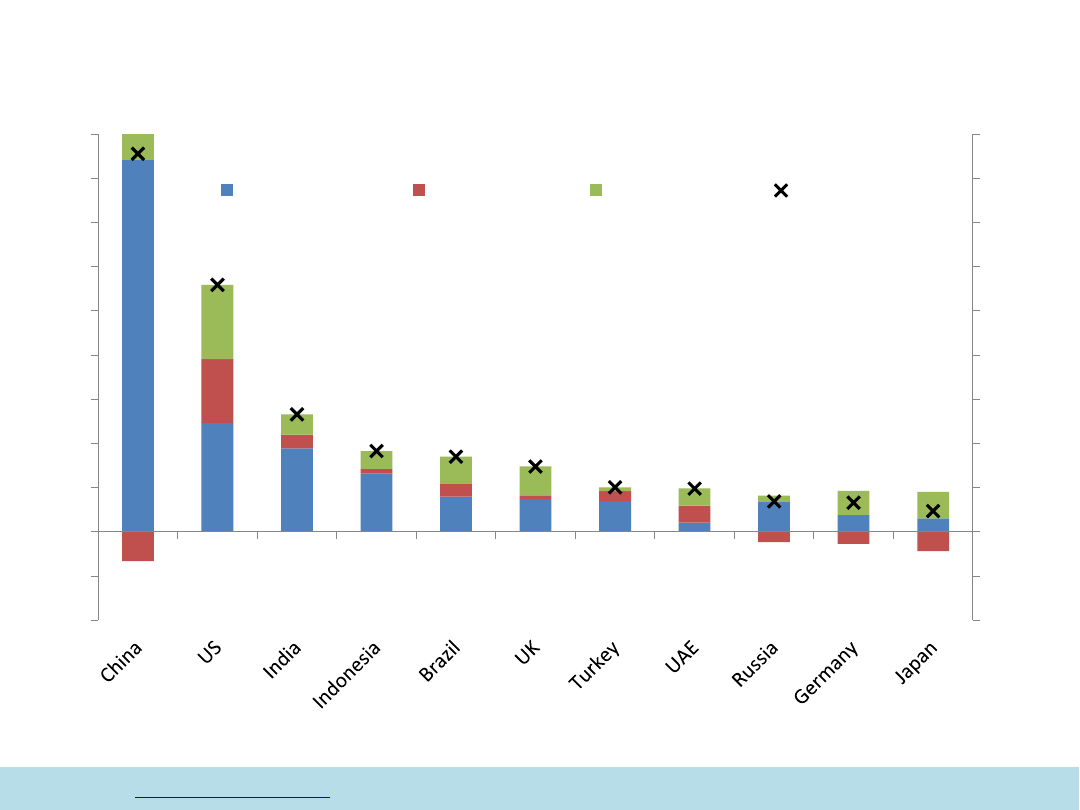 China
US
India
Indonesia
Brazil
UK
Turkey
UAE
Russia
Germany
Japan